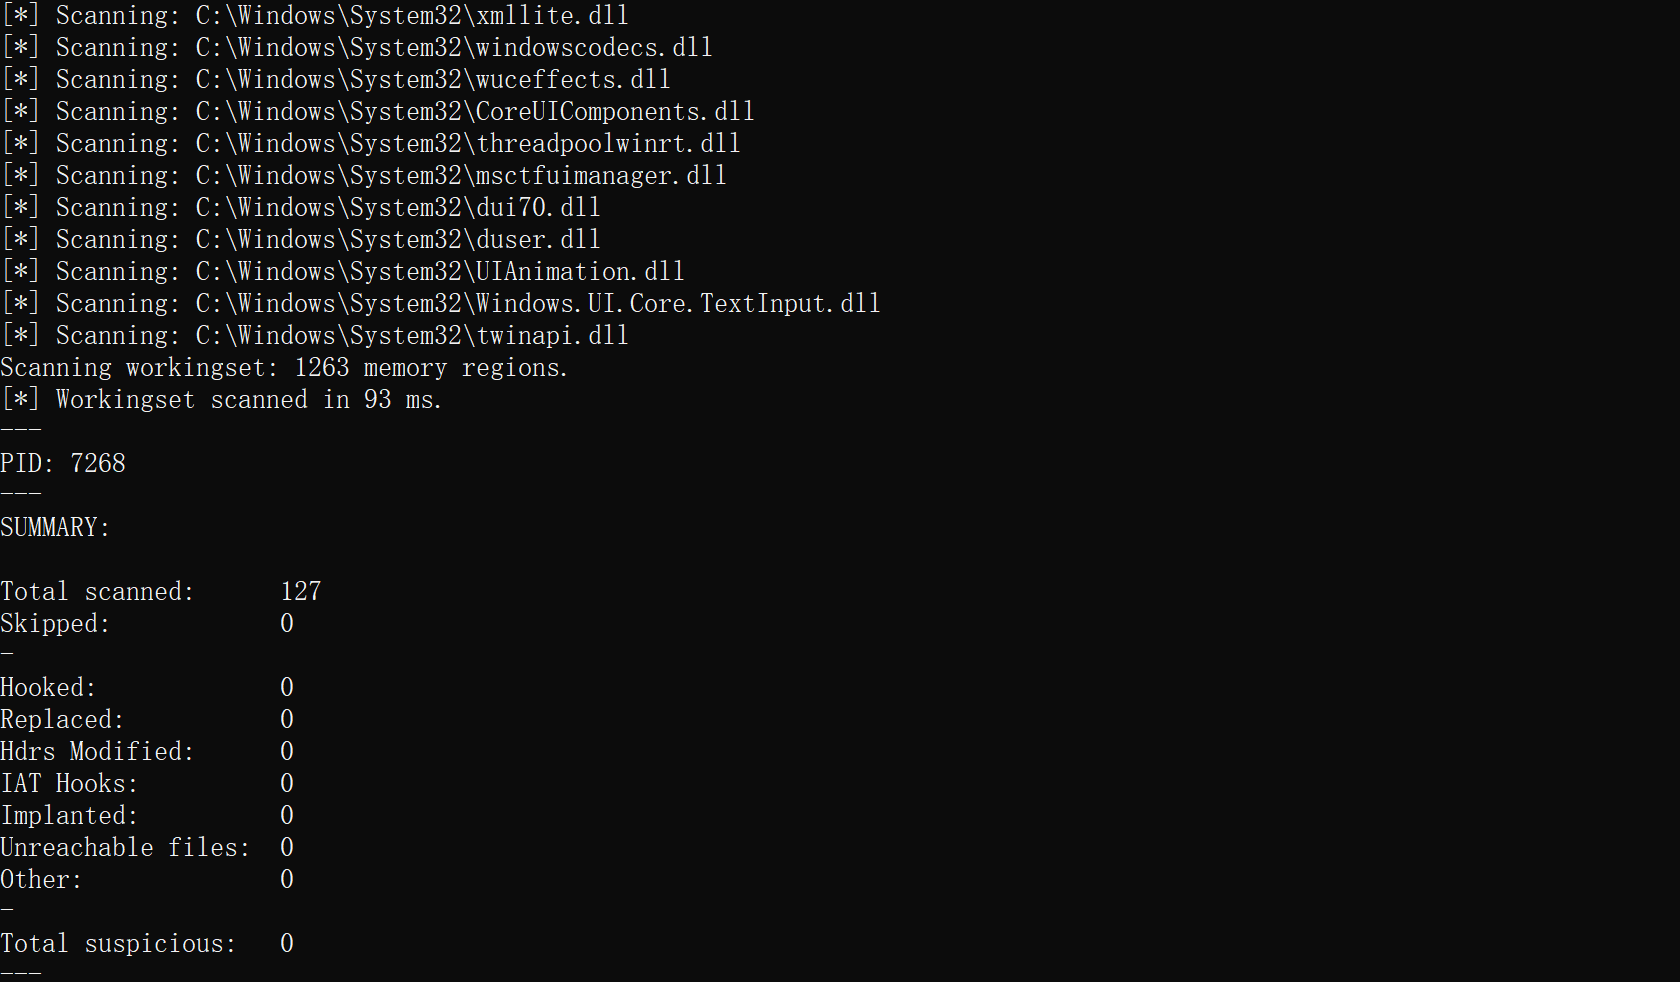 [*] Scanning: C:\Windows\System32\xmllite.dll
[*] Scanning: C:\Windows\System32\windowscodecs.dll
[*] Scanning: C:\Windows\System32\wuceffects.dll
[*] Scanning: C:\Windows\System32\CoreUIComponents.dll
[*] Scanning: C:\Windows\System32\threadpoolwinrt.dll
[*] Scanning: C:\Windows\System32\msctfuimanager.dll
[*] Scanning: C:\Windows\System32\dui70.dll
[*] Scanning: C:\Windows\System32\duser.dll
[*] Scanning: C:\Windows\System32\UIAnimation.dll
[*] Scanning: C:\Windows\System32\Windows.UI.Core.TextInput.dll
[*] Scanning: C:\Windows\System32\twinapi.dll
Scanning workingset: 1263 memory regions.
[*] Workingset scanned in 93 ms.
---
PID: 7268
---
SUMMARY:

Total scanned:      127
Skipped:            0
-
Hooked:             0
Replaced:           0
Hdrs Modified:      0
IAT Hooks:          0
Implanted:          0
Unreachable files:  0
Other:              0
-
Total suspicious:   0
---